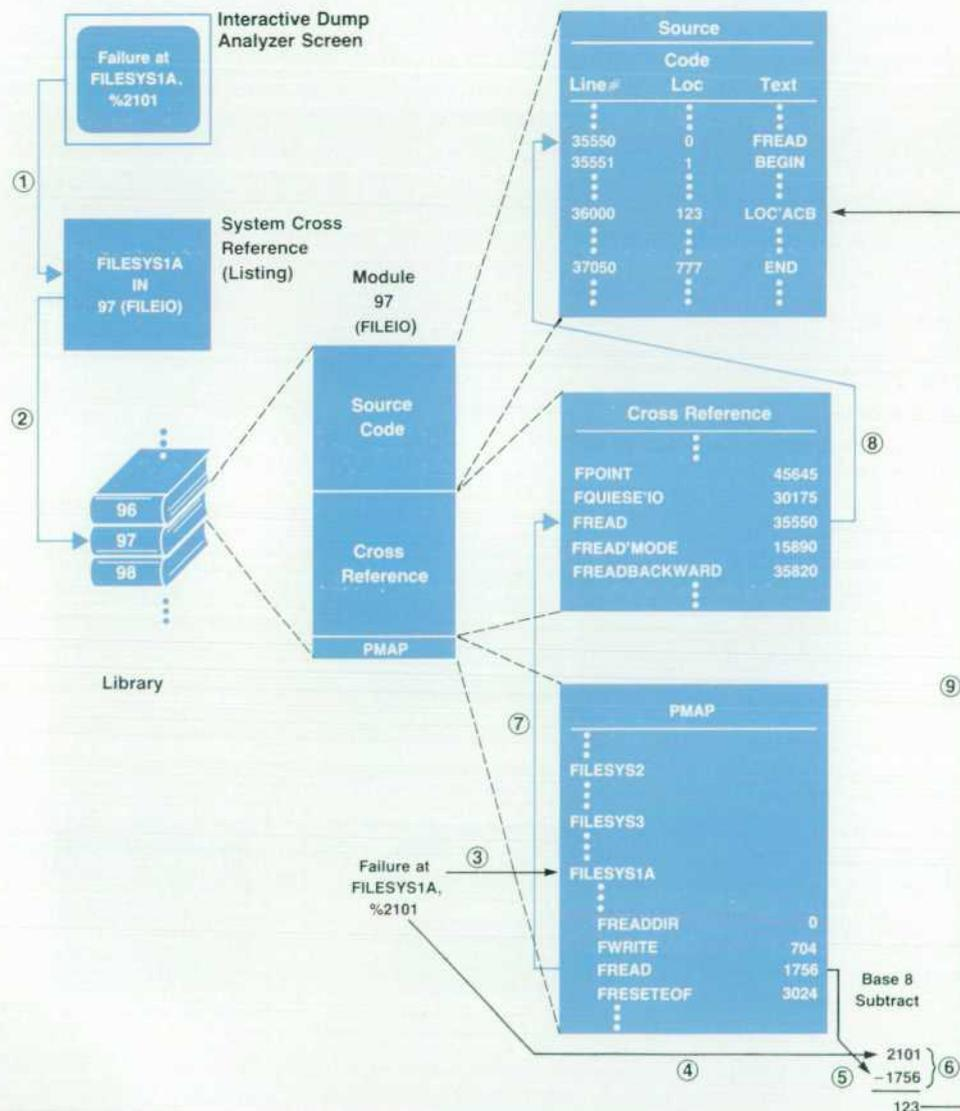 Interactive Dump
Analyzer Screen
Failure at
FILESYS1A,
%2101
①
System Cross
Reference
(Listing)
FILESYS1A
IN
97 (FILEIO)
②
96
97
98
Library
Module
97
(FILEIO)
Source
Code
Cross
Reference
PMAP
Source
Code
Line# Loc Text
35550 0 FREAD
35551 1 BEGIN
36000 123 LOC'ACB
37050 777 END
Cross Reference
FPOINT 45645
FQUIESE'IO 30175
FREAD 35550
FREAD'MODE 15890
FREADBACKWARD 35820
⑧
⑦
⑨
PMAP
FILESYS2
FILESYS3
FILESYS1A
FREADDIR 0
FWRITE 704
FREAD 1756
FRESETEOF 3024
Failure at
FILESYS1A,
%2101
③
④
Base 8
Subtract
2101
⑤ −1756 ⑥
123